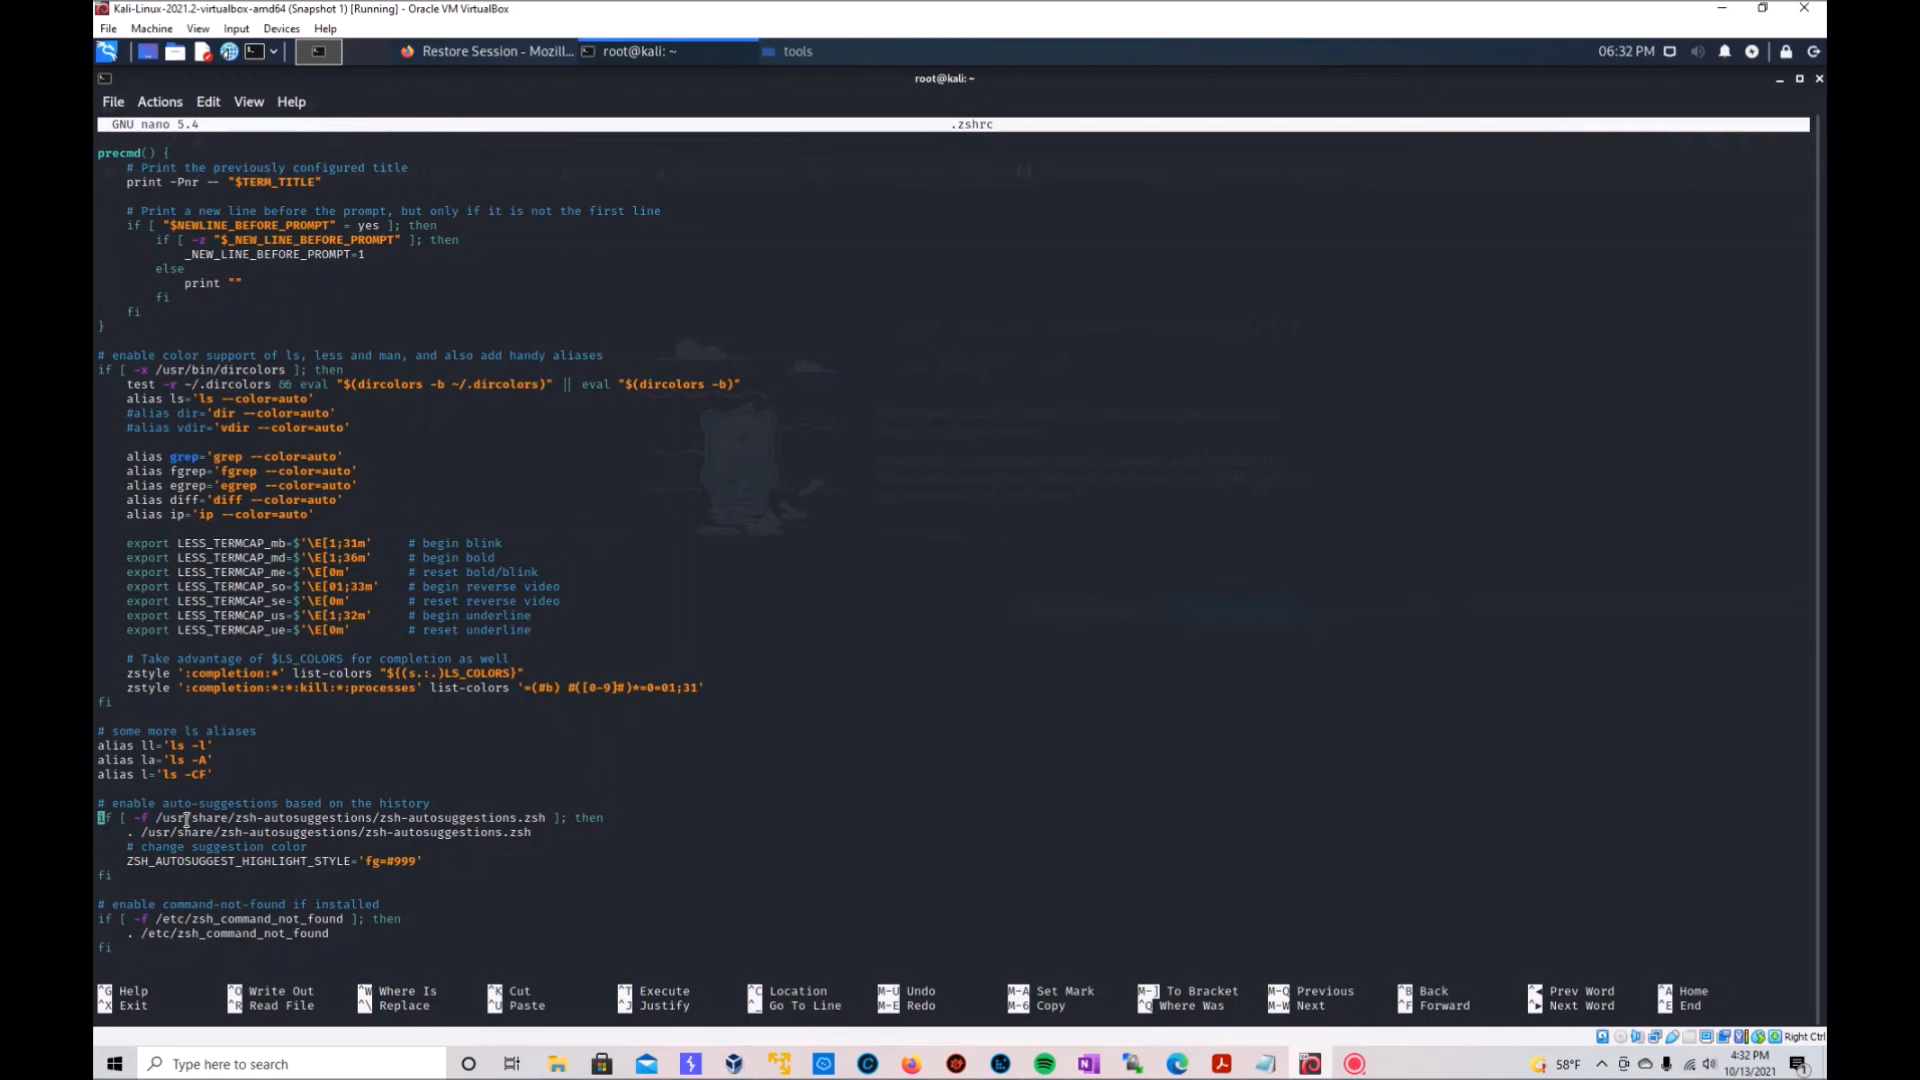 Kali-Linux-2021.2-virtualbox-amd64 (Snapshot 1) [Running] - Oracle VM VirtualBox
File Machine View Input Devices Help
Restore Session - Mozill... root@kali: ~ tools 06:32 PM
root@kali: ~
File Actions Edit View Help
GNU nano 5.4 .zshrc
precmd() {
# Print the previously configured title
print -Pnr -- "$TERM_TITLE"
# Print a new line before the prompt, but only if it is not the first line
if [ "$NEWLINE_BEFORE_PROMPT" = yes ]; then
if [ -z "$_NEW_LINE_BEFORE_PROMPT" ]; then
_NEW_LINE_BEFORE_PROMPT=1
else
print ""
fi
fi
}
# enable color support of ls, less and man, and also add handy aliases
if [ -x /usr/bin/dircolors ]; then
test -r ~/.dircolors && eval "$(dircolors -b ~/.dircolors)" || eval "$(dircolors -b)"
alias ls='ls --color=auto'
#alias dir='dir --color=auto'
#alias vdir='vdir --color=auto'
alias grep='grep --color=auto'
alias fgrep='fgrep --color=auto'
alias egrep='egrep --color=auto'
alias diff='diff --color=auto'
alias ip='ip --color=auto'
export LESS_TERMCAP_mb=$'\E[1;31m' # begin blink
export LESS_TERMCAP_md=$'\E[1;36m' # begin bold
export LESS_TERMCAP_me=$'\E[0m' # reset bold/blink
export LESS_TERMCAP_so=$'\E[01;33m' # begin reverse video
export LESS_TERMCAP_se=$'\E[0m' # reset reverse video
export LESS_TERMCAP_us=$'\E[1;32m' # begin underline
export LESS_TERMCAP_ue=$'\E[0m' # reset underline
# Take advantage of $LS_COLORS for completion as well
zstyle ':completion:*' list-colors "${(s.:.)LS_COLORS}"
zstyle ':completion:*:*:kill:*:processes' list-colors '=(#b) #([0-9]#)*=0=01;31'
fi
# some more ls aliases
alias ll='ls -l'
alias la='ls -A'
alias l='ls -CF'
# enable auto-suggestions based on the history
if [ -f /usr/share/zsh-autosuggestions/zsh-autosuggestions.zsh ]; then
. /usr/share/zsh-autosuggestions/zsh-autosuggestions.zsh
# change suggestion color
ZSH_AUTOSUGGEST_HIGHLIGHT_STYLE='fg=#999'
fi
# enable command-not-found if installed
if [ -f /etc/zsh_command_not_found ]; then
. /etc/zsh_command_not_found
fi
^G Help ^O Write Out ^W Where Is ^K Cut ^T Execute ^C Location M-U Undo M-A Set Mark M-] To Bracket M-Q Previous ^B Back ^◀ Prev Word ^A Home
^X Exit ^R Read File ^\ Replace ^U Paste ^J Justify ^_ Go To Line M-E Redo M-6 Copy ^Q Where Was M-W Next ^F Forward ^▶ Next Word ^E End
Right Ctrl
Type here to search 58°F 4:32 PM
10/13/2021